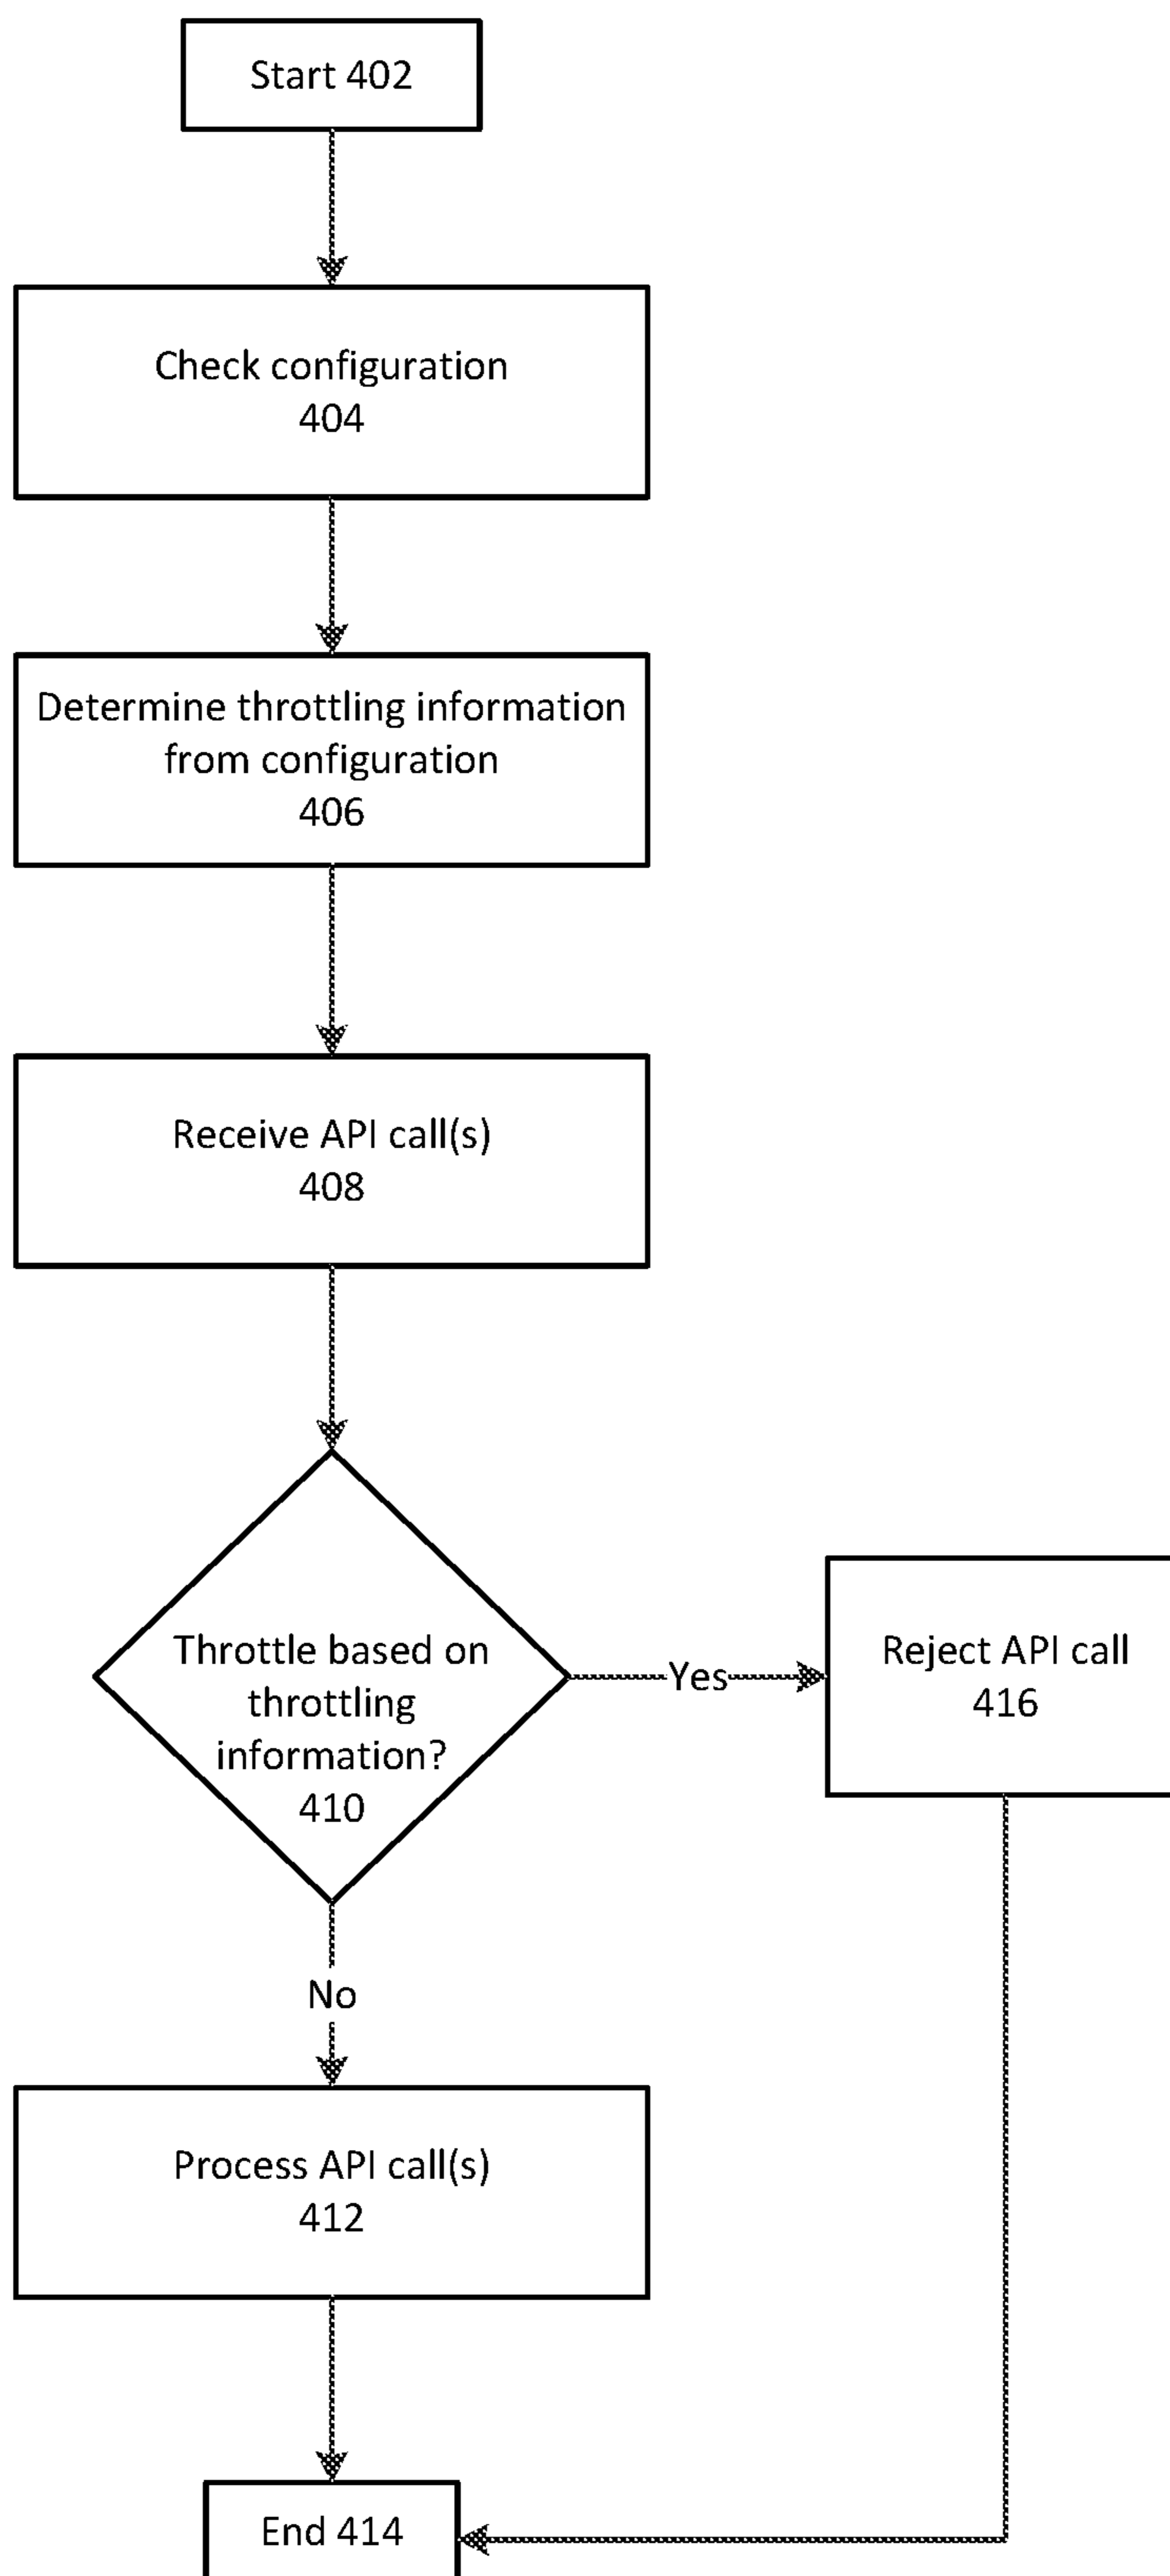 Start 402
Check configuration
404
Determine throttling information
from configuration
406
Receive API call(s)
408
Throttle based on
throttling
information?
410
Yes
Reject API call
416
No
Process API call(s)
412
End 414